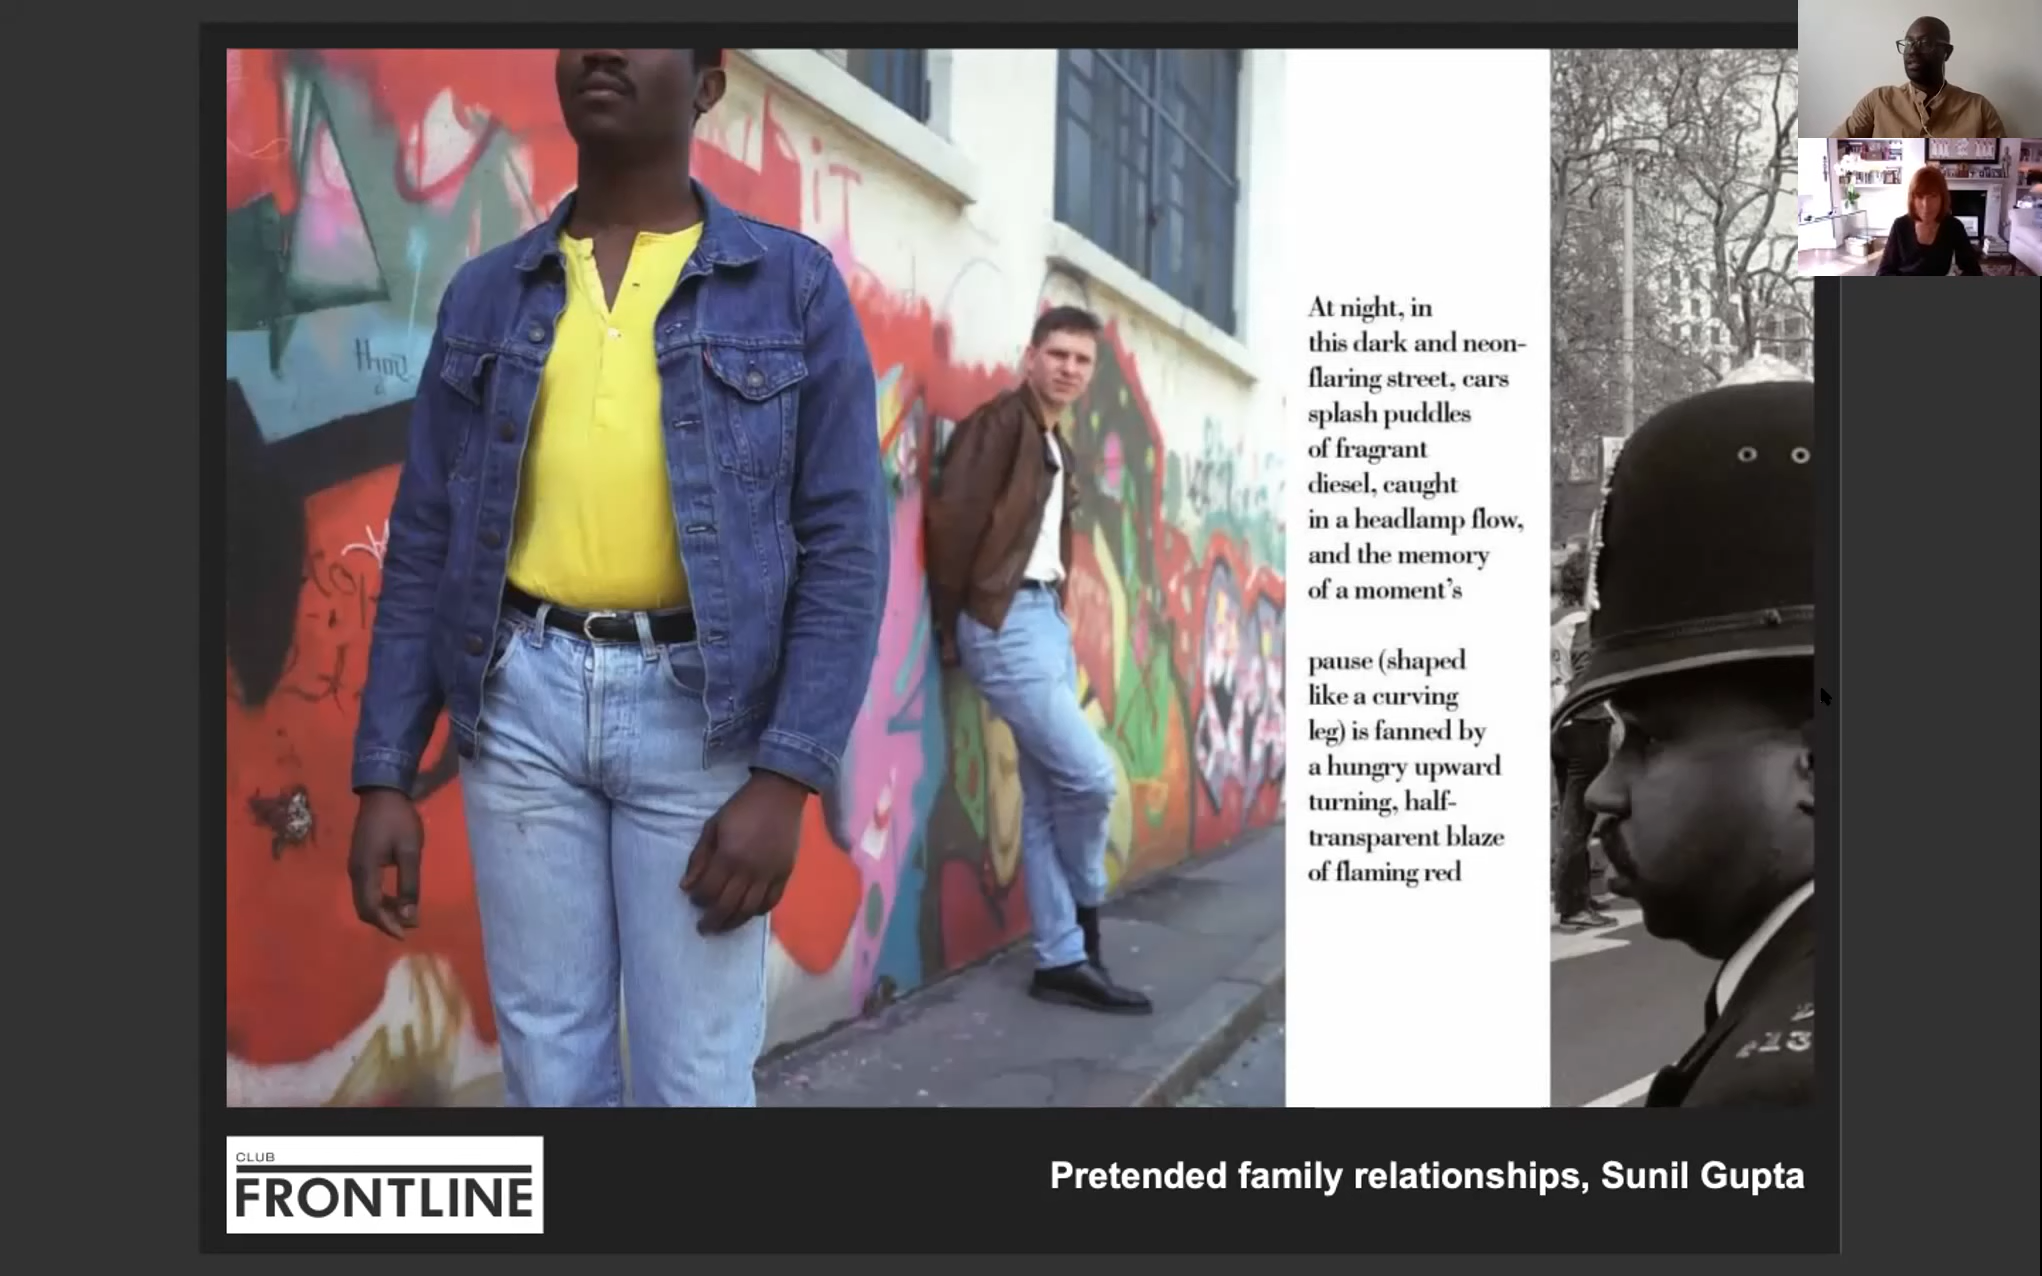 At night, in
this dark and neon-
flaring street, cars
splash puddles
of fragrant
diesel, caught
in a headlamp flow,
and the memory
of a moment's
pause (shaped
like a curving
leg) is fanned by
a hungry upward
turning, half-
transparent blaze
of flaming red
CLUB
FRONTLINE
Pretended family relationships, Sunil Gupta